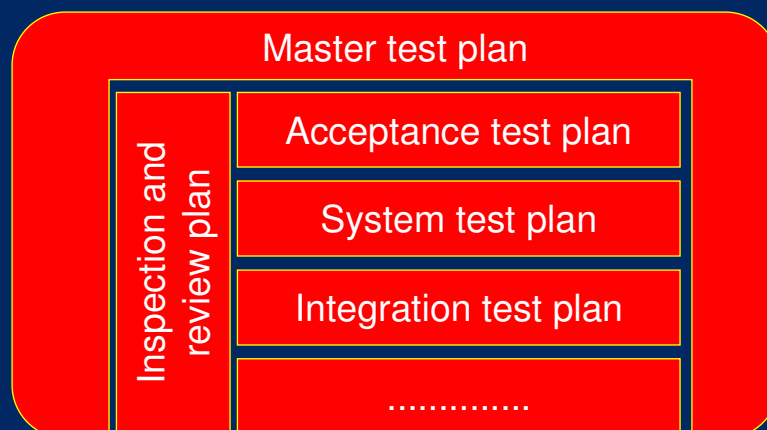 Master test plan
Inspection and
review plan
Acceptance test plan
System test plan
Integration test plan
..............